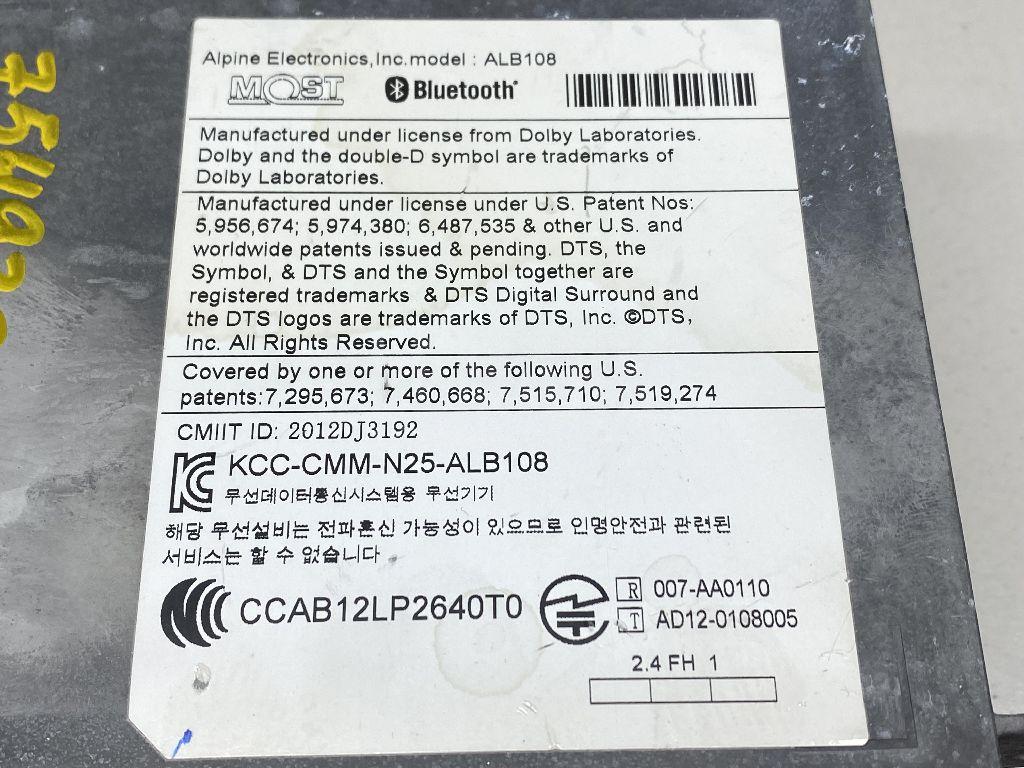 Alpine Electronics,Inc.model : ALB108
MOST Bluetooth®
Manufactured under license from Dolby Laboratories.
Dolby and the double-D symbol are trademarks of
Dolby Laboratories.
Manufactured under license under U.S. Patent Nos:
5,956,674; 5,974,380; 6,487,535 & other U.S. and
worldwide patents issued & pending. DTS, the
Symbol, & DTS and the Symbol together are
registered trademarks & DTS Digital Surround and
the DTS logos are trademarks of DTS, Inc. ©DTS,
Inc. All Rights Reserved.
Covered by one or more of the following U.S.
patents:7,295,673; 7,460,668; 7,515,710; 7,519,274
CMIIT ID: 2012DJ3192
KCC-CMM-N25-ALB108
무선데이터통신시스템용 무선기기
해당 무선설비는 전파혼신 가능성이 있으므로 인명안전과 관련된
서비스는 할 수 없습니다
CCAB12LP2640T0
R 007-AA0110
T AD12-0108005
2.4 FH 1